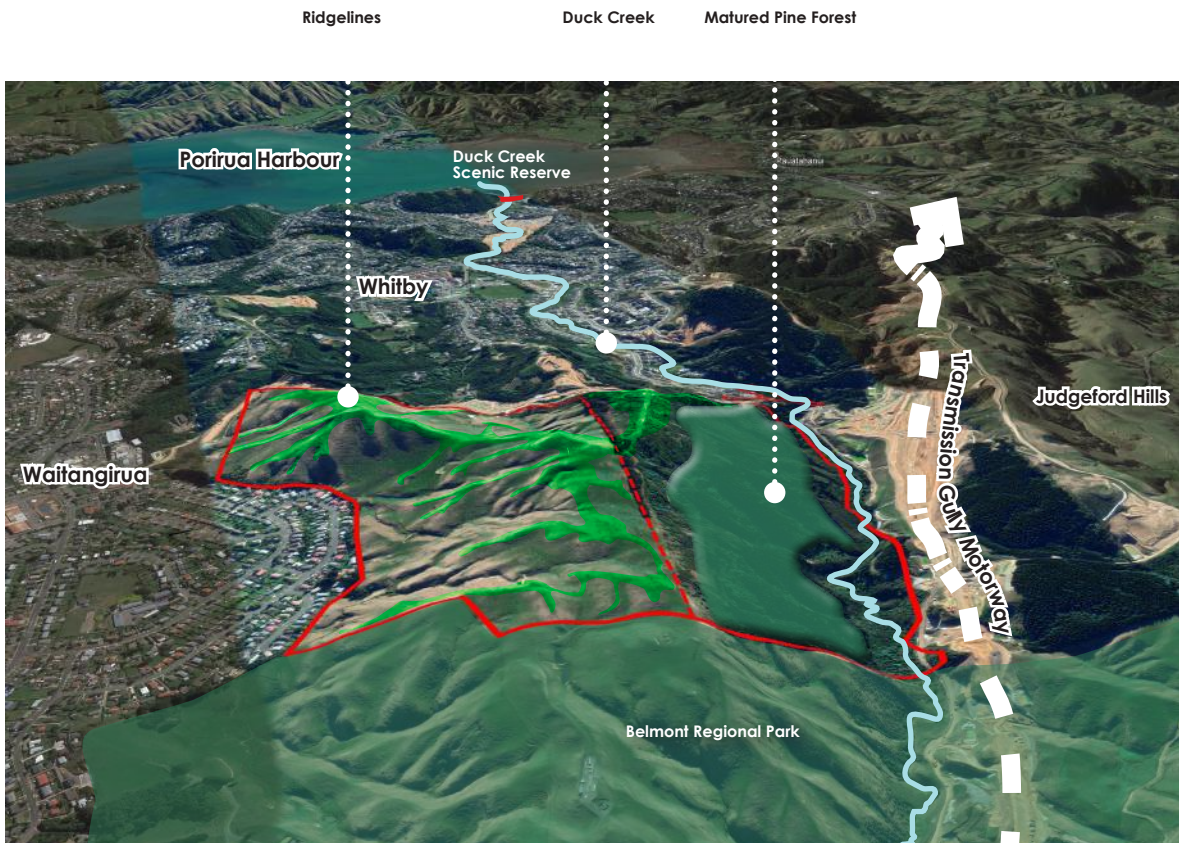 Ridgelines
Duck Creek
Matured Pine Forest
Porirua Harbour
Duck Creek
Scenic Reserve
Whitby
Transmission Gully Motorway
Judgeford Hills
Waitangirua
Belmont Regional Park